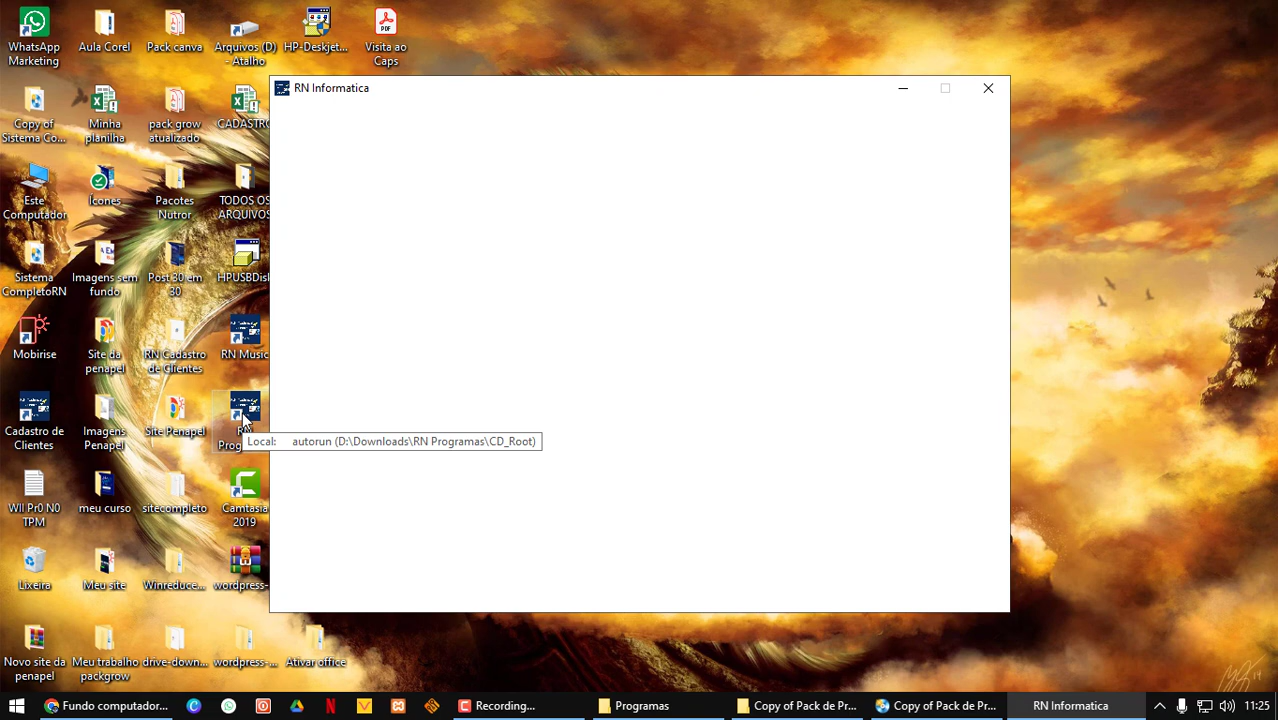 WhatsApp
Marketing
Aula Corel
Pack canva
Arquivos (D)
- Atalho
HP-Deskjet...
Visita ao
Caps
RN Informatica
Copy of
Sistema Co...
Minha
planilha
pack grow
atualizado
CADASTRO
Este
Computador
Ícones
Pacotes
Nutror
TODOS OS
ARQUIVOS
Sistema
CompletoRN
Imagens sem
fundo
Post 30 em
30
HPUSBDisk
Mobirise
Site da
penapel
RN Cadastro
de Clientes
RN Music
Cadastro de
Clientes
Imagens
Penapel
Site Penapel
RN
Prog
Local: autorun (D:\Downloads\RN Programas\CD_Root)
WII Pr0 N0
TPM
meu curso
sitecompleto
Camtasia
2019
Lixeira
Meu site
Winreduce...
wordpress-
Novo site da
penapel
Meu trabalho
packgrow
drive-down...
wordpress-...
Ativar office
Fundo computador...
Recording...
Programas
Copy of Pack de Pr...
Copy of Pack de Pr...
RN Informatica
11:25